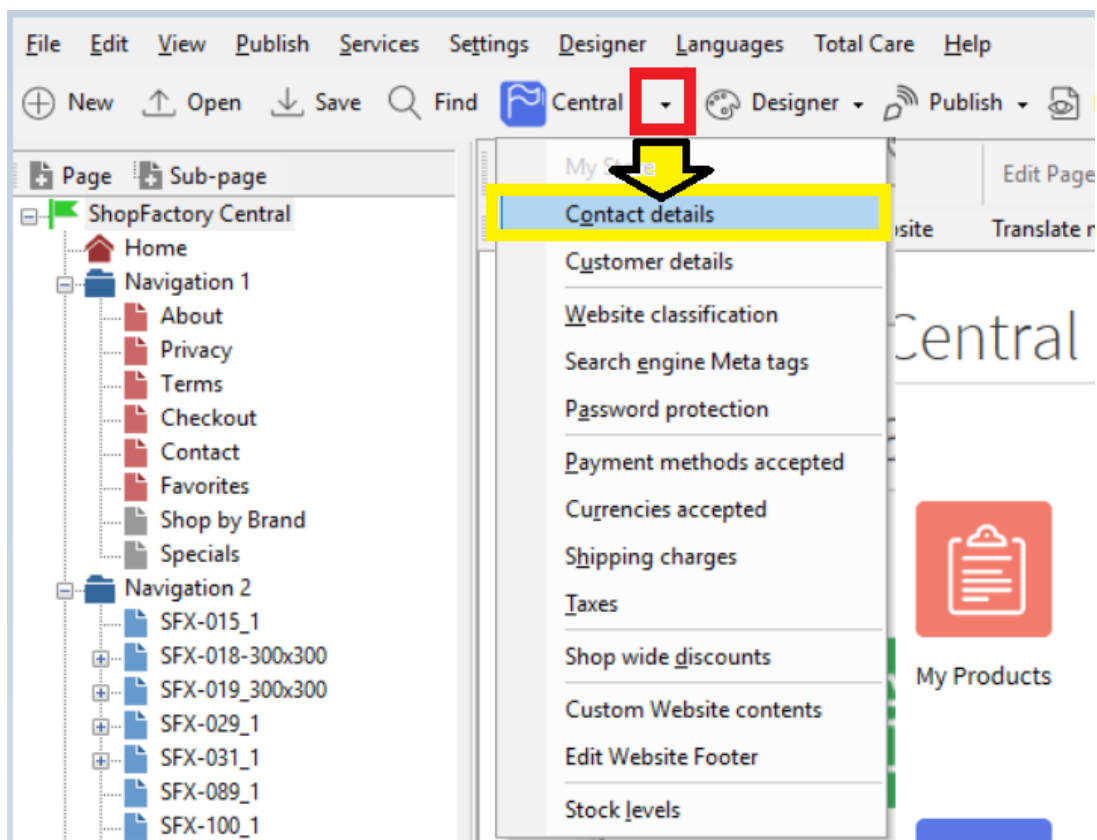 File Edit View Publish Services Settings Designer Languages Total Care Help
New Open Save Find Central Designer Publish
Page Sub-page
ShopFactory Central
Home
Navigation 1
About
Privacy
Terms
Checkout
Contact
Favorites
Shop by Brand
Specials
Navigation 2
SFX-015_1
SFX-018-300x300
SFX-019_300x300
SFX-029_1
SFX-031_1
SFX-089_1
SFX-100_1
My
Contact details
Customer details
Website classification
Search engine Meta tags
Password protection
Payment methods accepted
Currencies accepted
Shipping charges
Taxes
Shop wide discounts
Custom Website contents
Edit Website Footer
Stock levels
Edit Page
Translate
Central
My Products